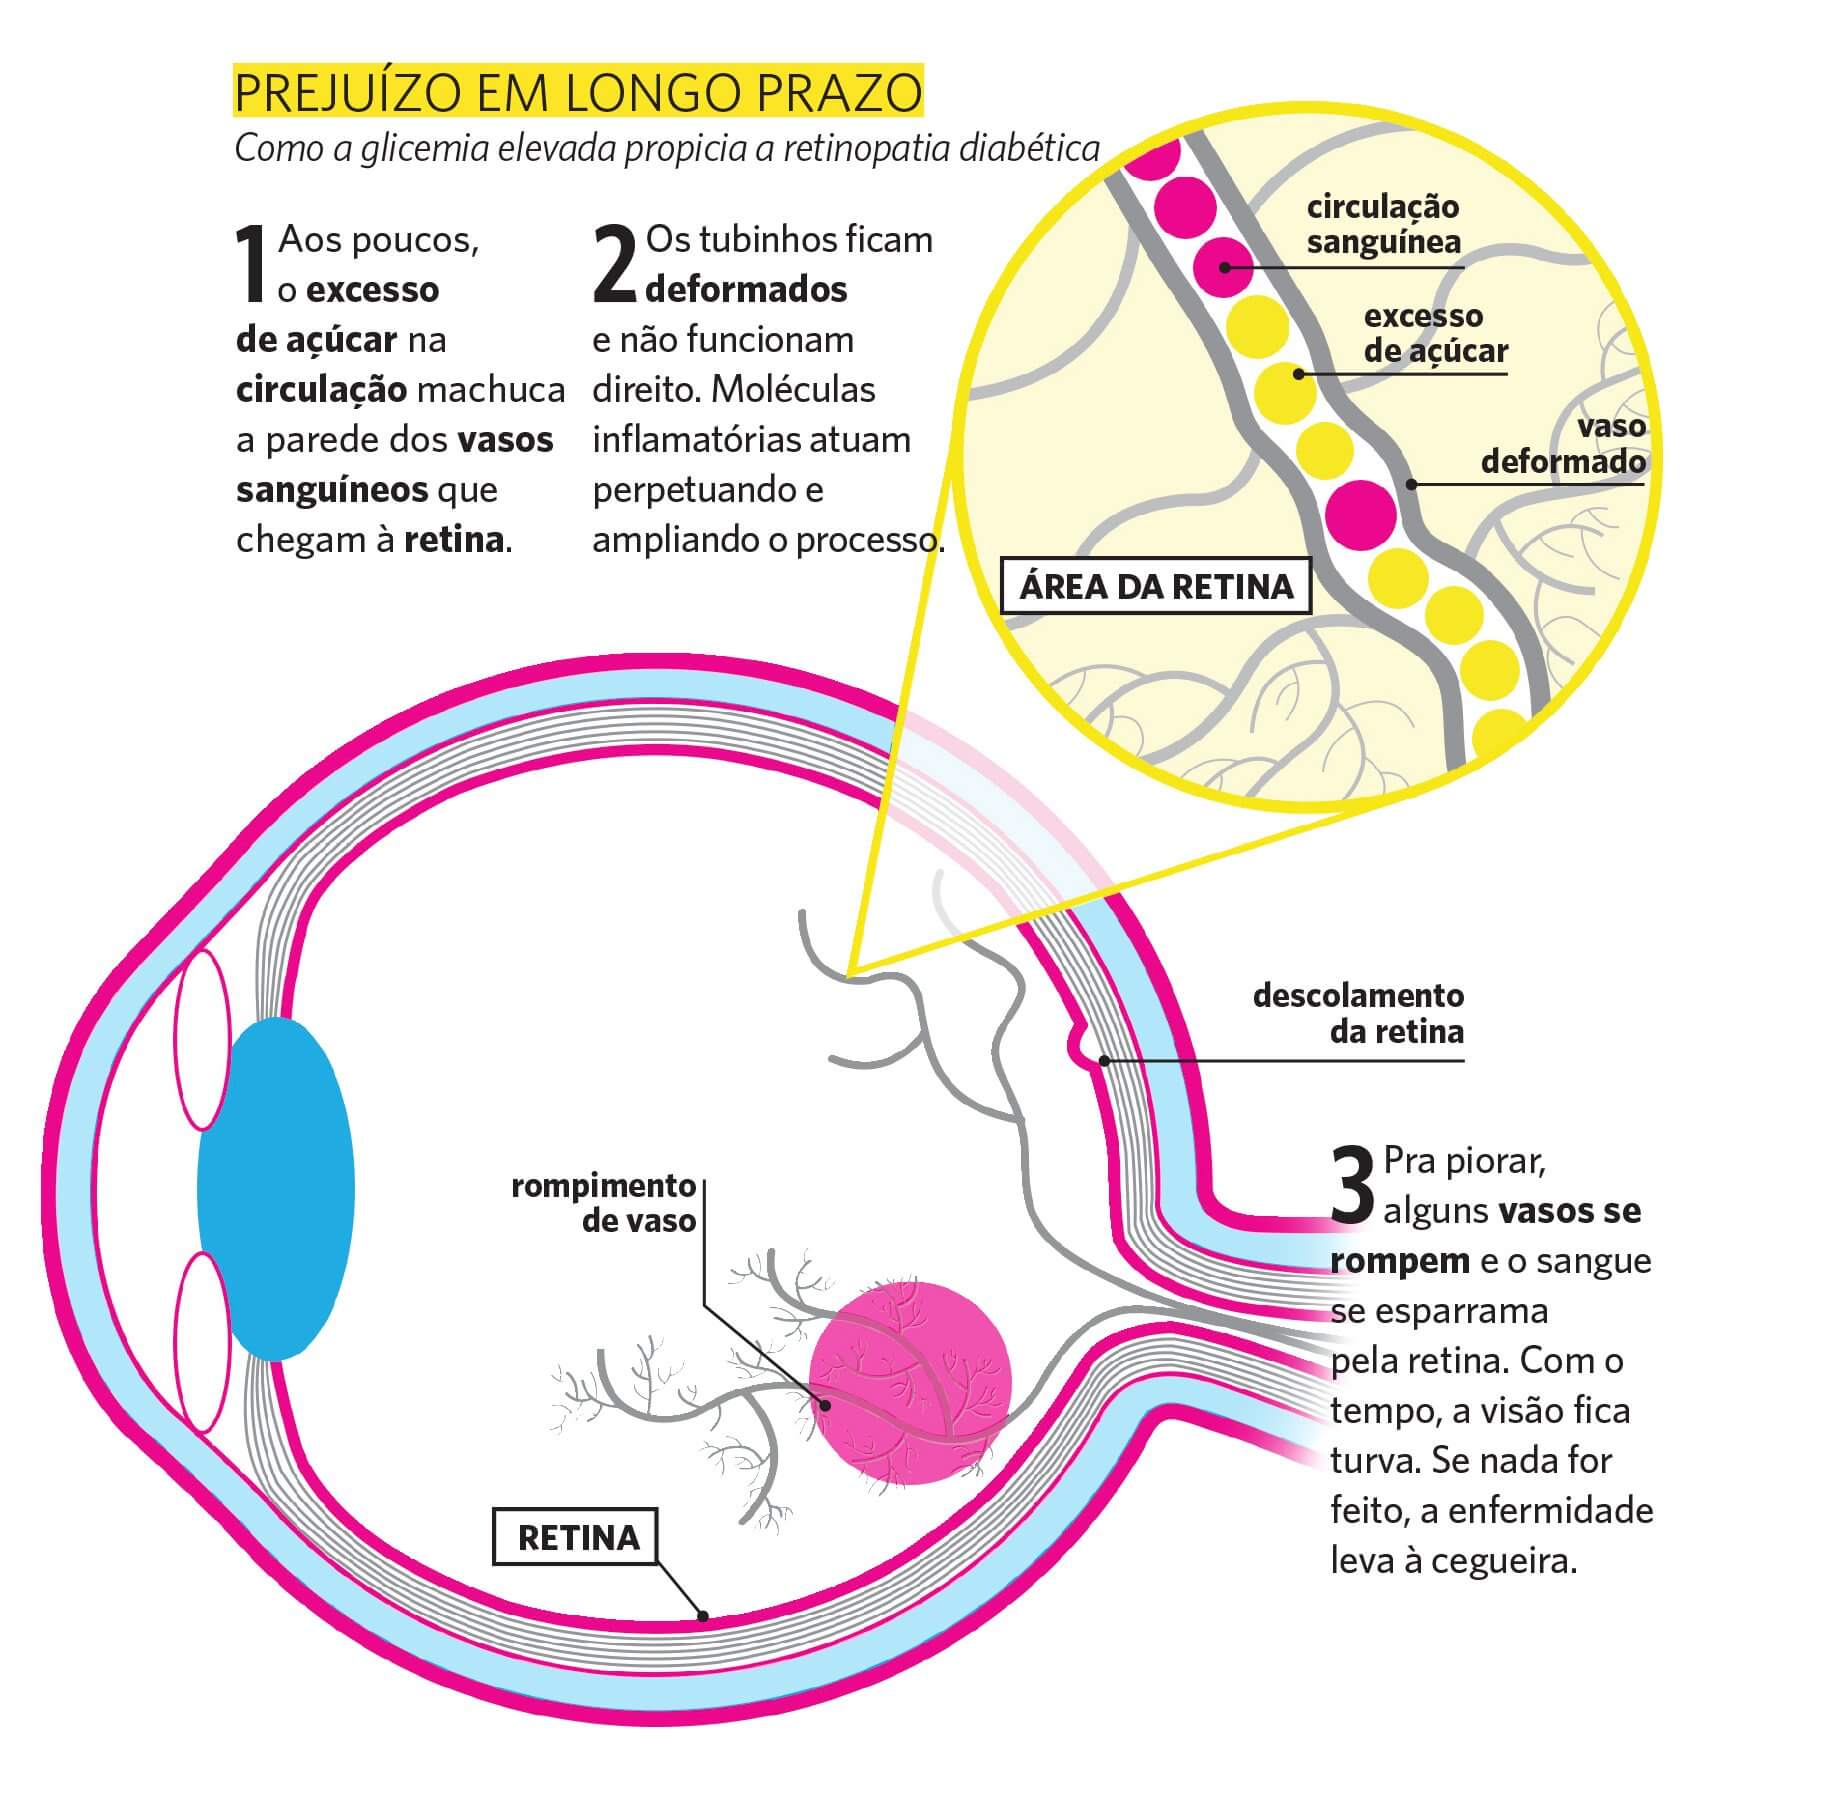 PREJUÍZO EM LONGO PRAZO
Como a glicemia elevada propicia a retinopatia diabética
1 Aos poucos,
o excesso
de açúcar na
circulação machuca
a parede dos vasos
sanguíneos que
chegam à retina.
2 Os tubinhos ficam
deformados
e não funcionam
direito. Moléculas
inflamatórias atuam
perpetuando e
ampliando o processo.
circulação
sanguínea
excesso
de açúcar
vaso
deformado
ÁREA DA RETINA
descolamento
da retina
rompimento
de vaso
RETINA
3 Pra piorar,
alguns vasos se
rompem e o sangue
se esparrama
pela retina. Com o
tempo, a visão fica
turva. Se nada for
feito, a enfermidade
leva à cegueira.